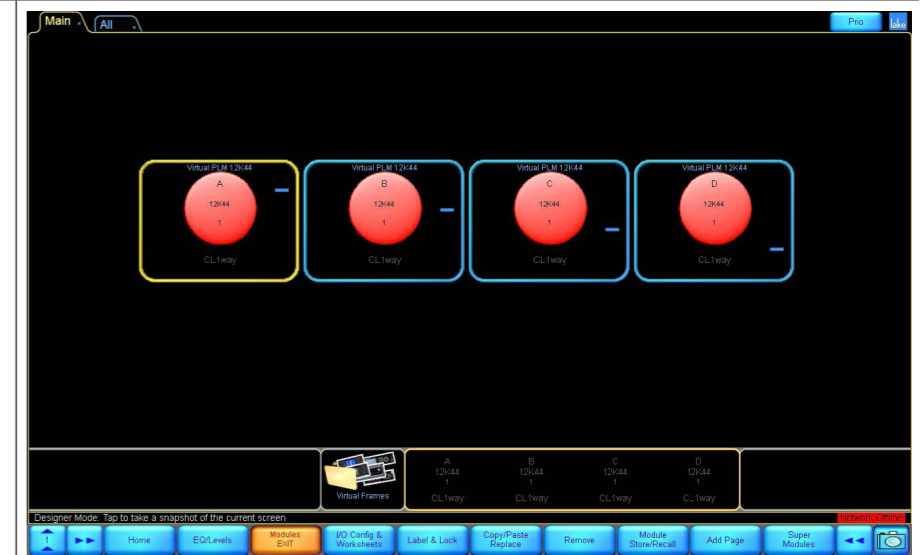 Main
All
Prio
lake
Virtual PLM 12K44
A
12K44
1
CL1way
Virtual PLM 12K44
B
12K44
1
CL1way
Virtual PLM 12K44
C
12K44
1
CL1way
Virtual PLM 12K44
D
12K44
1
CL1way
Virtual Frames
A
12K44
1
CL1way
B
12K44
1
CL1way
C
12K44
1
CL1way
D
12K44
1
CL1way
Designer Mode: Tap to take a snapshot of the current screen
Network Offline
1
Home
EQ/Levels
Modules
EXIT
I/O Config &
Worksheets
Label & Lock
Copy/Paste
Replace
Remove
Module
Store/Recall
Add Page
Super
Modules